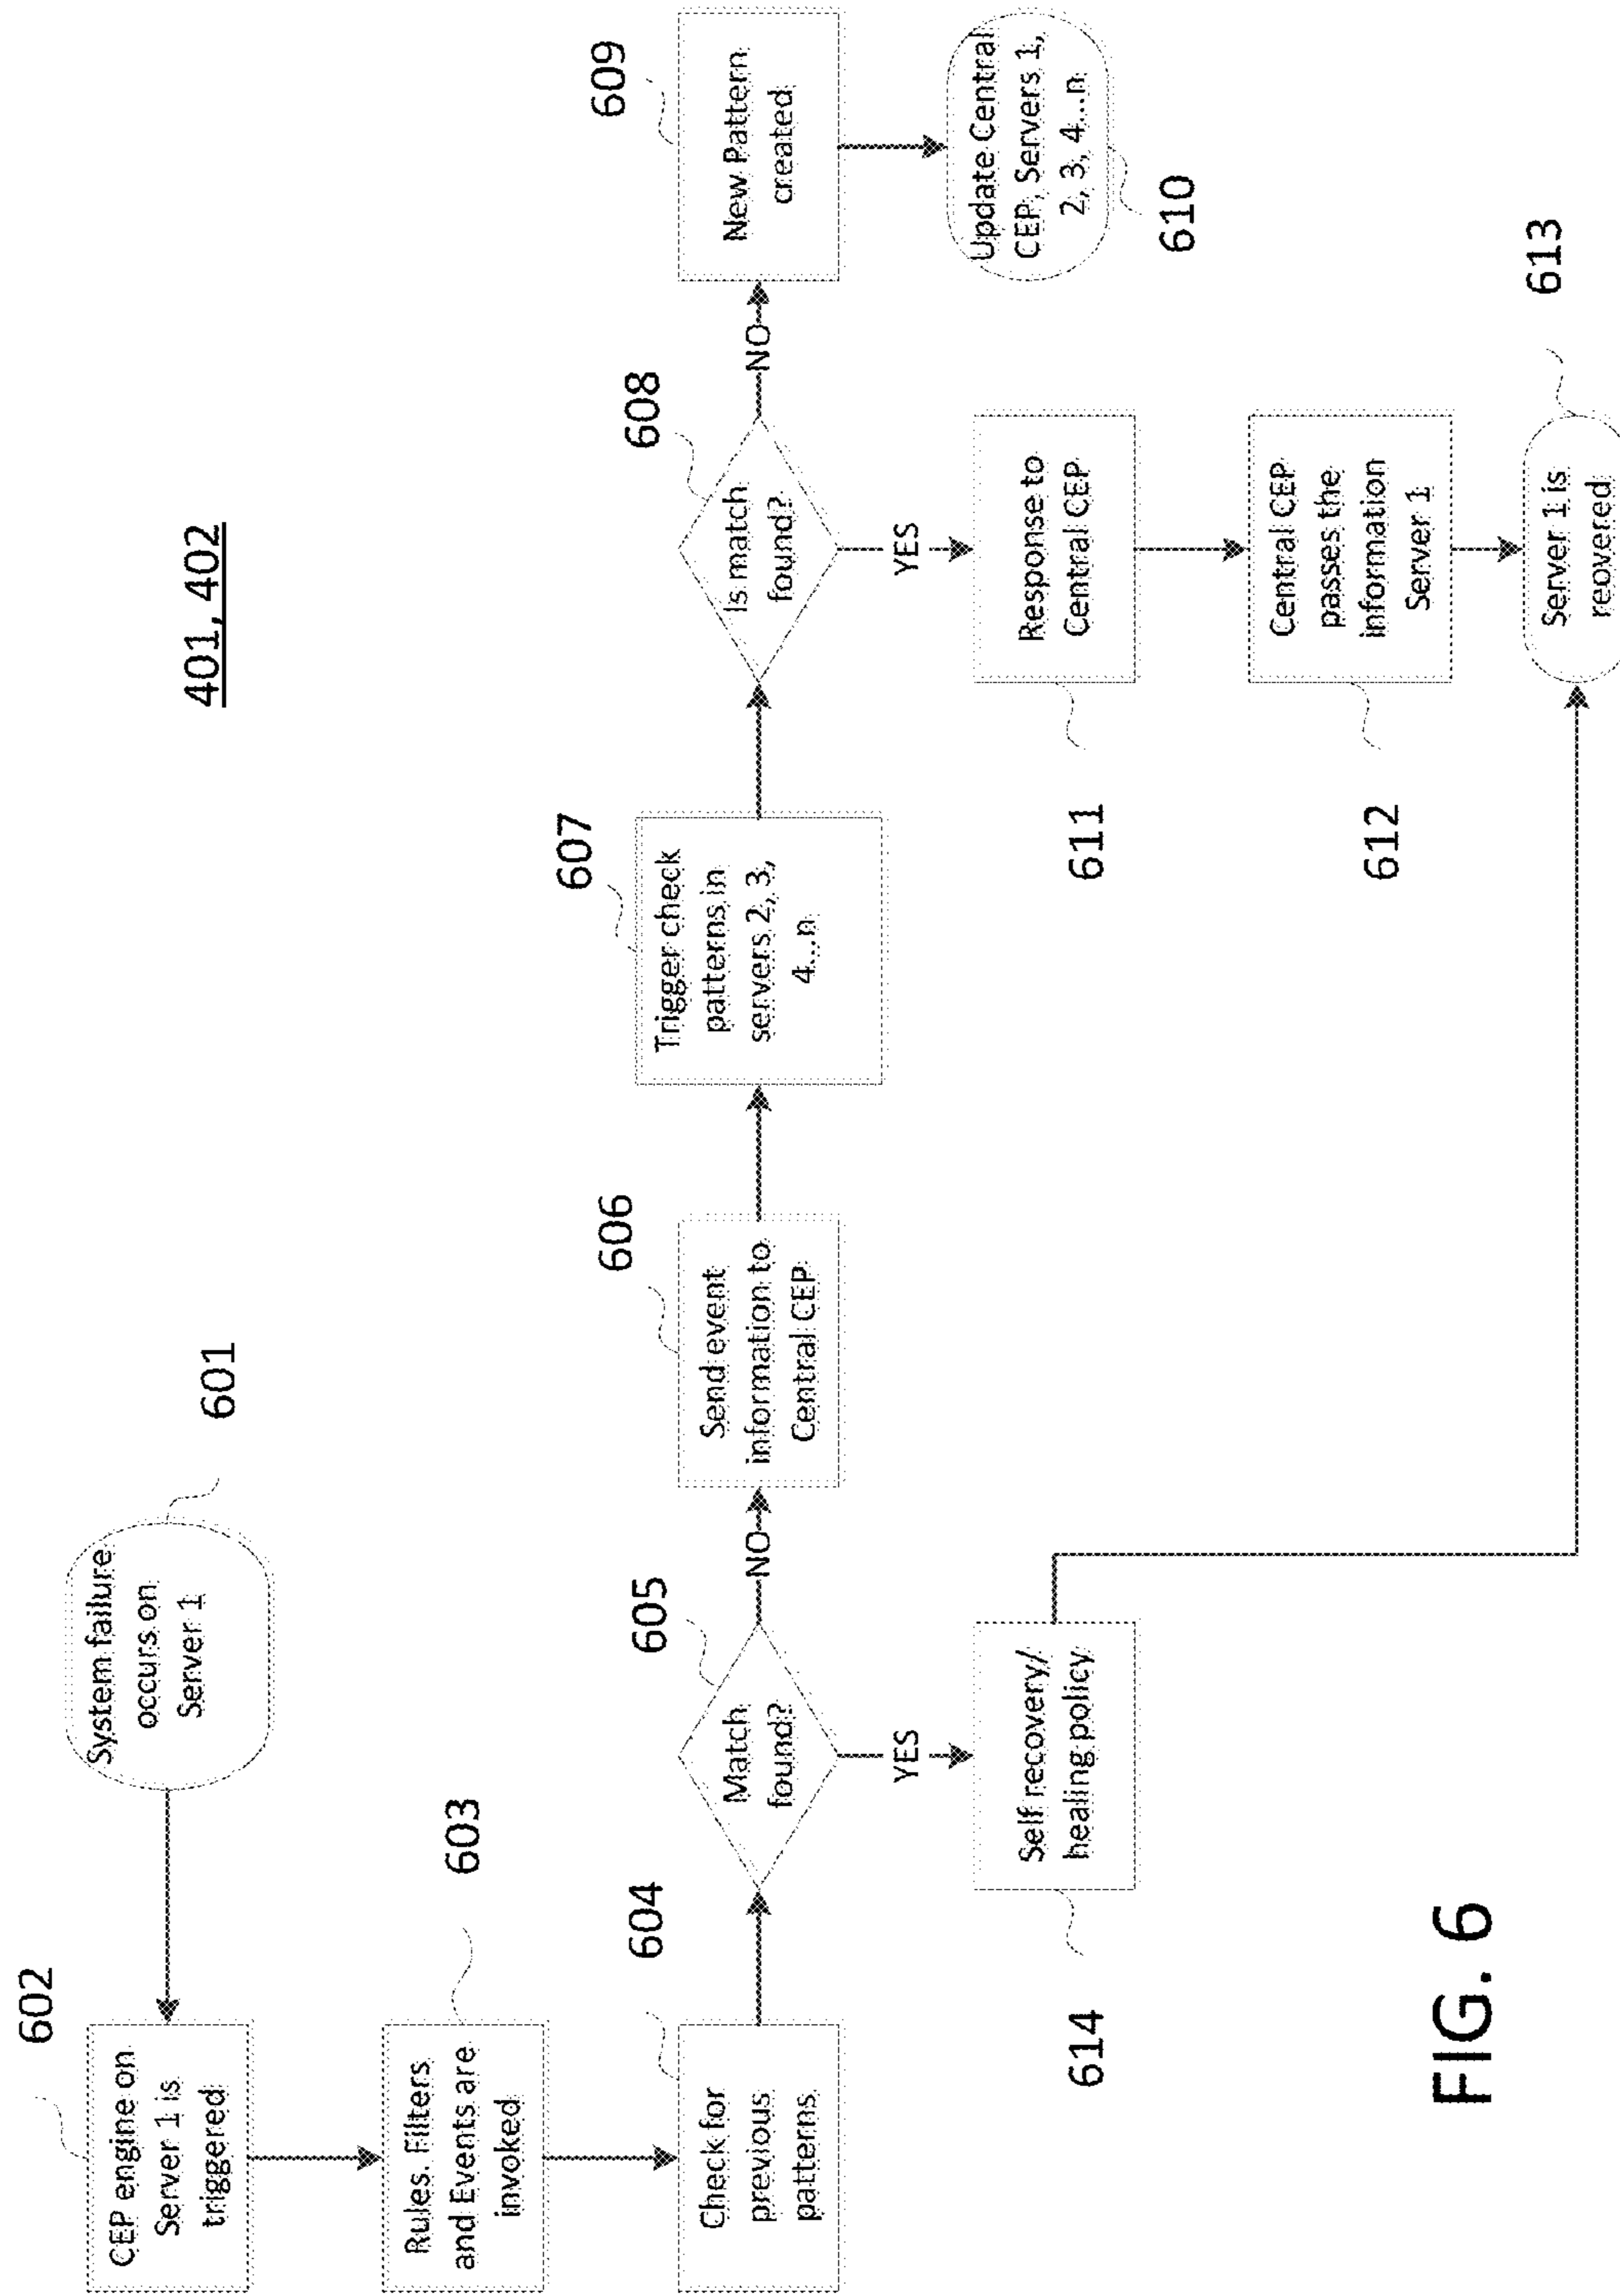 401, 402
601
System failure
occurs on
Server 1
602
CEP engine on
Server 1 is
triggered
603
Rules. Filters
and Events are
invoked
604
Check for
previous
patterns
605
Match
found?
NO
YES
606
Send event
information to
Central CEP
607
Trigger check
patterns in
servers 2, 3,
4...n
608
Is match
found?
NO
YES
609
New Pattern
created
Update Central
CEP, Servers 1,
2, 3, 4...n
610
Response to
Central CEP
611
Central CEP
passes the
information
Server 1
612
613
Server 1 is
reovered
Self recovery/
healing policy
614
FIG. 6